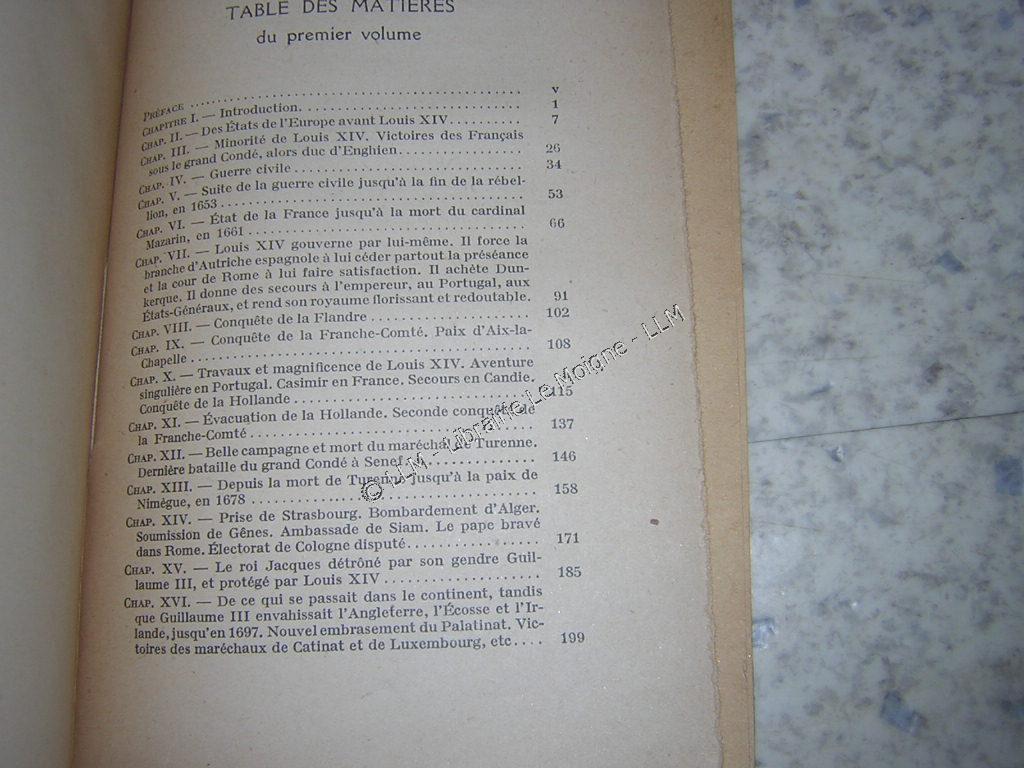 TABLE DES MATIÈRES
du premier volume
PRÉFACE ........ V
CHAPITRE I. — Introduction. ........ 1
CHAP. II. — Des États de l'Europe avant Louis XIV ........ 7
CHAP. III. — Minorité de Louis XIV. Victoires des Français
sous le grand Condé, alors duc d'Enghien ........ 26
CHAP. IV. — Guerre civile ........ 34
CHAP. V. — Suite de la guerre civile jusqu'à la fin de la rébel-
lion, en 1653 ........ 53
CHAP. VI. — État de la France jusqu'à la mort du cardinal
Mazarin, en 1661 ........ 66
CHAP. VII. — Louis XIV gouverne par lui-même. Il force la
branche d'Autriche espagnole à lui céder partout la préséance
et la cour de Rome à lui faire satisfaction. Il achète Dun-
kerque. Il donne des secours à l'empereur, au Portugal, aux
États-Généraux, et rend son royaume florissant et redoutable. 91
CHAP. VIII. — Conquête de la Flandre ........ 102
CHAP. IX. — Conquête de la Franche-Comté. Paix d'Aix-la-
Chapelle ........ 108
CHAP. X. — Travaux et magnificence de Louis XIV. Aventure
singulière en Portugal. Casimir en France. Secours en Candie.
Conquête de la Hollande ........ 115
CHAP. XI. — Évacuation de la Hollande. Seconde conquête de
la Franche-Comté ........ 137
CHAP. XII. — Belle campagne et mort du maréchal de Turenne.
Dernière bataille du grand Condé à Senef ........ 146
CHAP. XIII. — Depuis la mort de Turenne jusqu'à la paix de
Nimègue, en 1678 ........ 158
CHAP. XIV. — Prise de Strasbourg. Bombardement d'Alger.
Soumission de Gênes. Ambassade de Siam. Le pape bravé
dans Rome. Électorat de Cologne disputé ........ 171
CHAP. XV. — Le roi Jacques détrôné par son gendre Guil-
laume III, et protégé par Louis XIV ........ 185
CHAP. XVI. — De ce qui se passait dans le continent, tandis
que Guillaume III envahissait l'Angleterre, l'Écosse et l'Ir-
lande, jusqu'en 1697. Nouvel embrasement du Palatinat. Vic-
toires des maréchaux de Catinat et de Luxembourg, etc .... 199
© LLM - Librairie Le Moigne - LLM